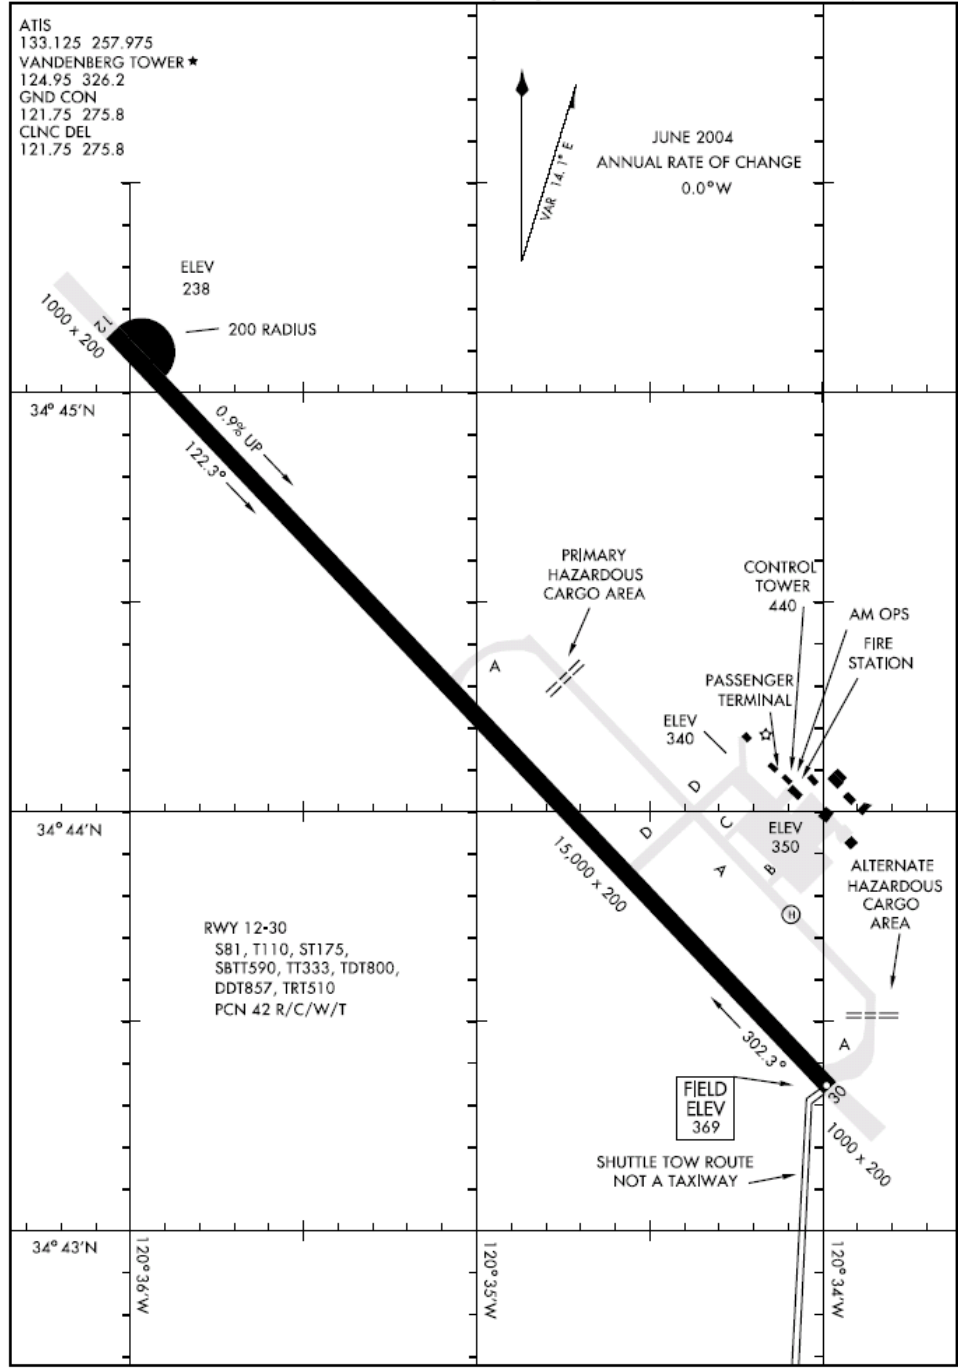 ATIS
133.125 257.975
VANDENBERG TOWER ★
124.95 326.2
GND CON
121.75 275.8
CLNC DEL
121.75 275.8
VAR 14.1° E
JUNE 2004
ANNUAL RATE OF CHANGE
0.0° W
ELEV
238
200 RADIUS
12
1000 x 200
34° 45'N
0.9% UP
122.3°
PRIMARY
HAZARDOUS
CARGO AREA
CONTROL
TOWER
440
AM OPS
FIRE
STATION
PASSENGER
TERMINAL
A
ELEV
340
D
34° 44'N
D
C
ELEV
350
A
B
15,000 x 200
ALTERNATE
HAZARDOUS
CARGO
AREA
H
RWY 12-30
S81, T110, ST175,
SBTT590, TT333, TDT800,
DDT857, TRT510
PCN 42 R/C/W/T
302.3°
A
FIELD
ELEV
369
30
1000 x 200
SHUTTLE TOW ROUTE
NOT A TAXIWAY
34° 43'N
120° 36'W
120° 35'W
120° 34'W